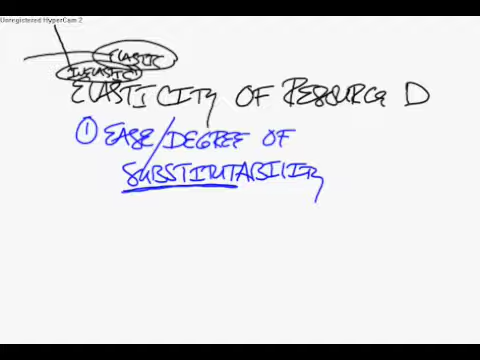 Unregistered HyperCam 2
ELASTIC
INELASTIC
ELASTICITY OF RESOURCE D
① EASE/DEGREE OF
SUBSTITUTABILITY